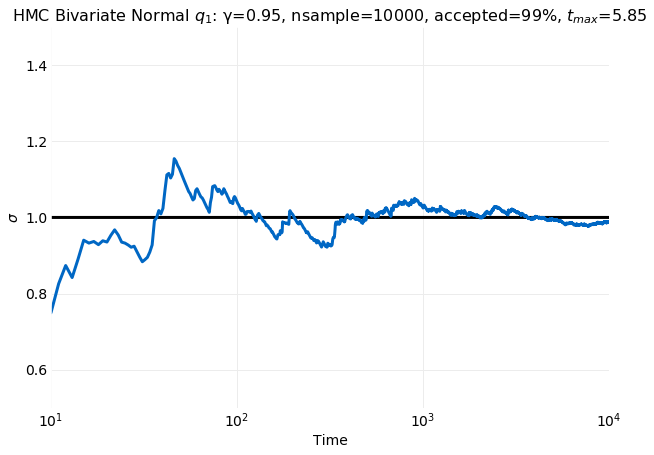 HMC Bivariate Normal q₁: γ=0.95, nsample=10000, accepted=99%, tₘₐₓ=5.85
1.4
1.2
1.0
0.8
0.6
σ
10¹ 10² 10³ 10⁴
Time